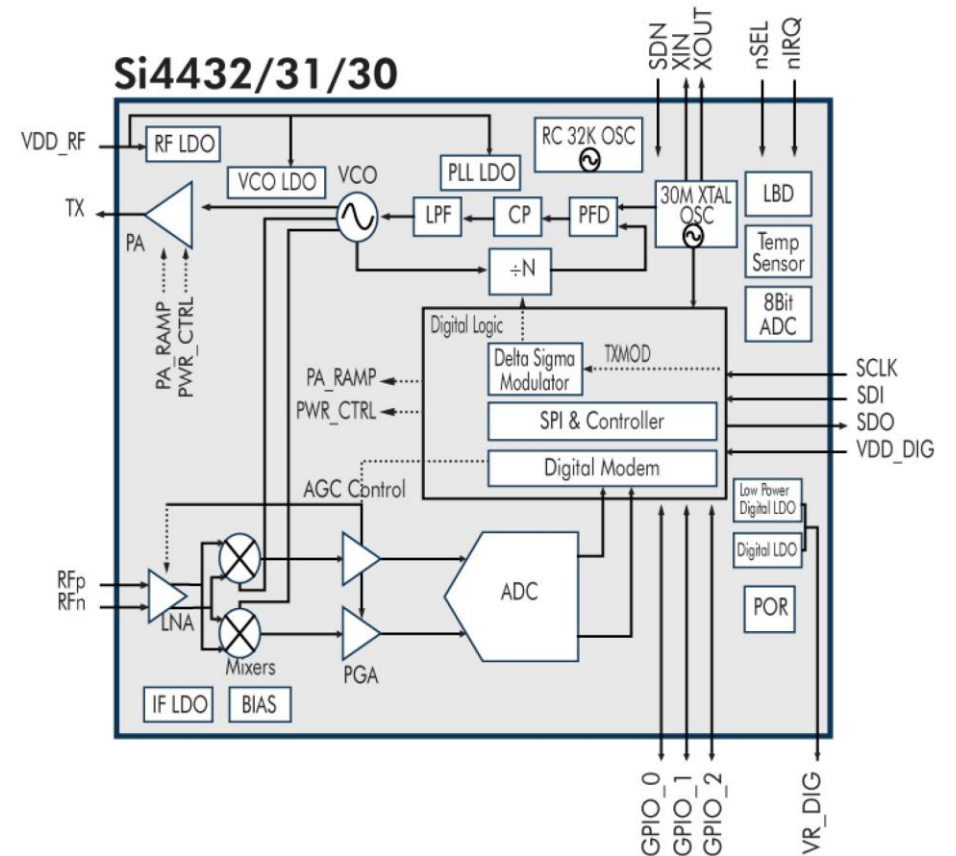 SDN
XIN
XOUT
nSEL
nIRQ
Si4432/31/30
VDD_RF
RF LDO
VCO LDO
VCO
PLL LDO
RC 32K OSC
30M XTAL
OSC
LBD
TX
PA
LPF
CP
PFD
Temp
Sensor
÷N
8Bit
ADC
PA_RAMP
PWR_CTRL
Digital Logic
Delta Sigma
Modulator
TXMOD
PA_RAMP
PWR_CTRL
SPI & Controller
Digital Modem
SCLK
SDI
SDO
VDD_DIG
AGC Control
Low Power
Digital LDO
Digital LDO
RFp
RFn
LNA
Mixers
PGA
ADC
POR
IF LDO
BIAS
GPIO_0
GPIO_1
GPIO_2
VR_DIG